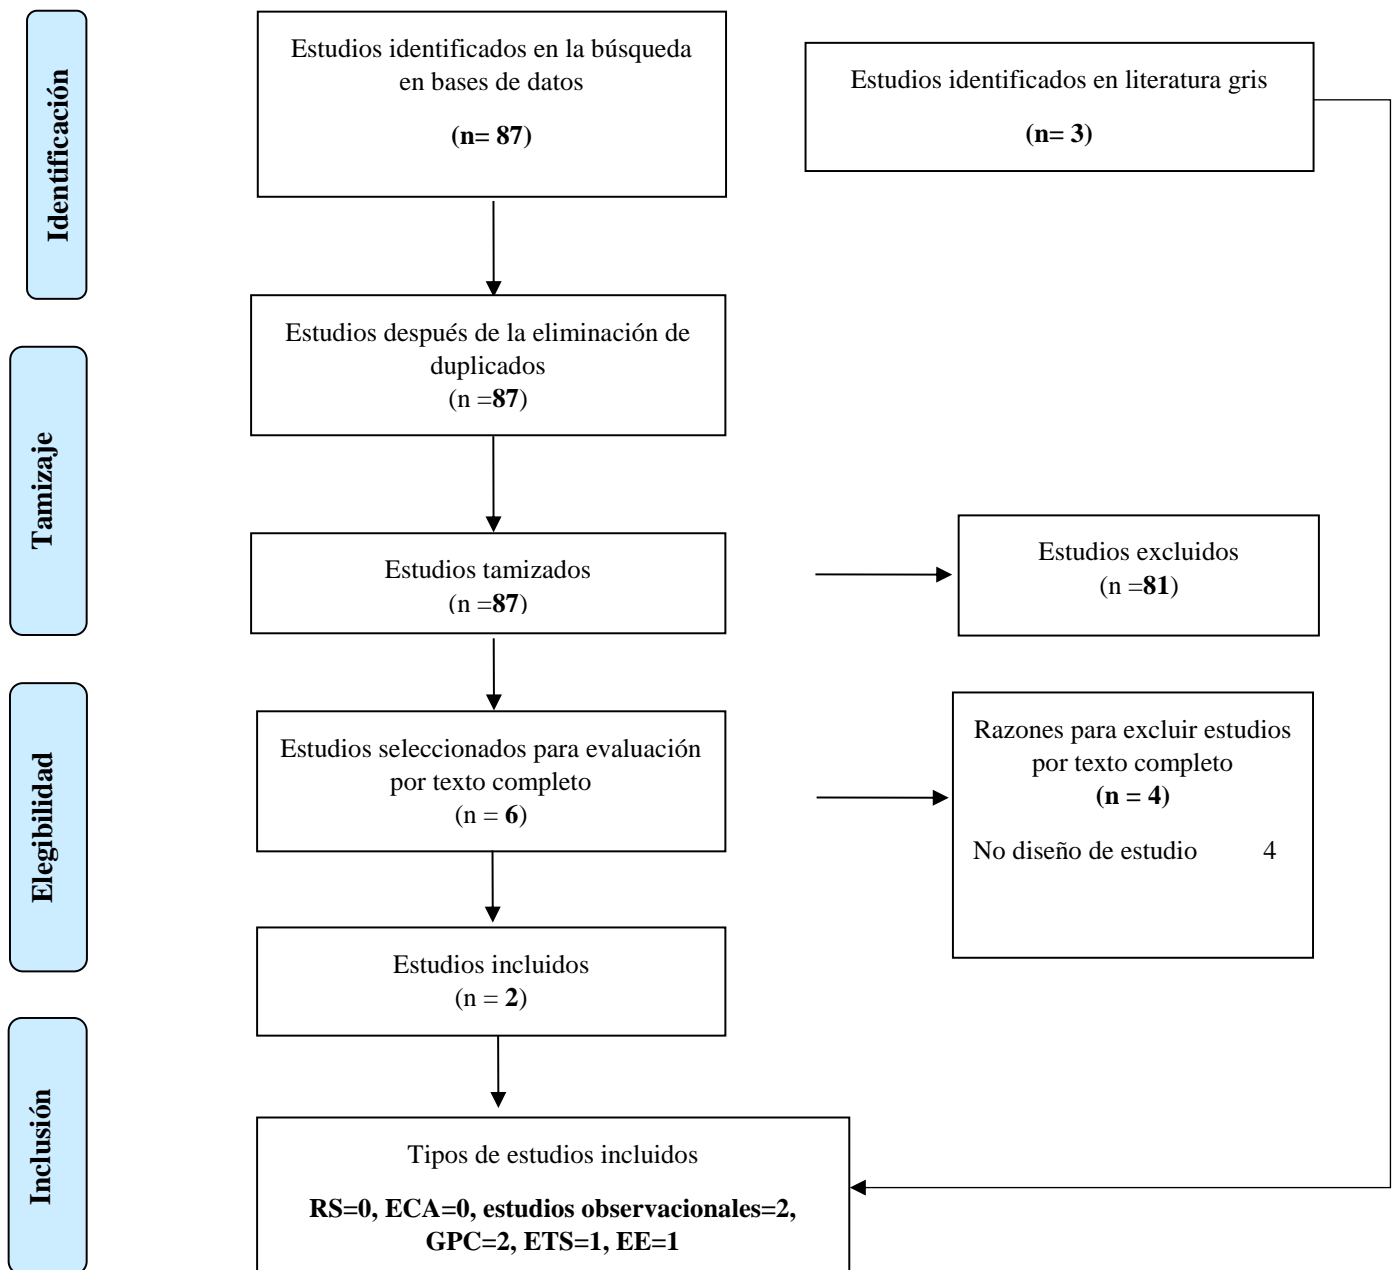 Identificación
Estudios identificados en la búsqueda
en bases de datos
(n= 87)
Estudios identificados en literatura gris
(n= 3)
Tamizaje
Estudios después de la eliminación de
duplicados
(n =87)
Estudios tamizados
(n =87)
Estudios excluidos
(n =81)
Elegibilidad
Estudios seleccionados para evaluación
por texto completo
(n = 6)
Razones para excluir estudios
por texto completo
(n = 4)
No diseño de estudio 4
Estudios incluidos
(n = 2)
Inclusión
Tipos de estudios incluidos
RS=0, ECA=0, estudios observacionales=2,
GPC=2, ETS=1, EE=1